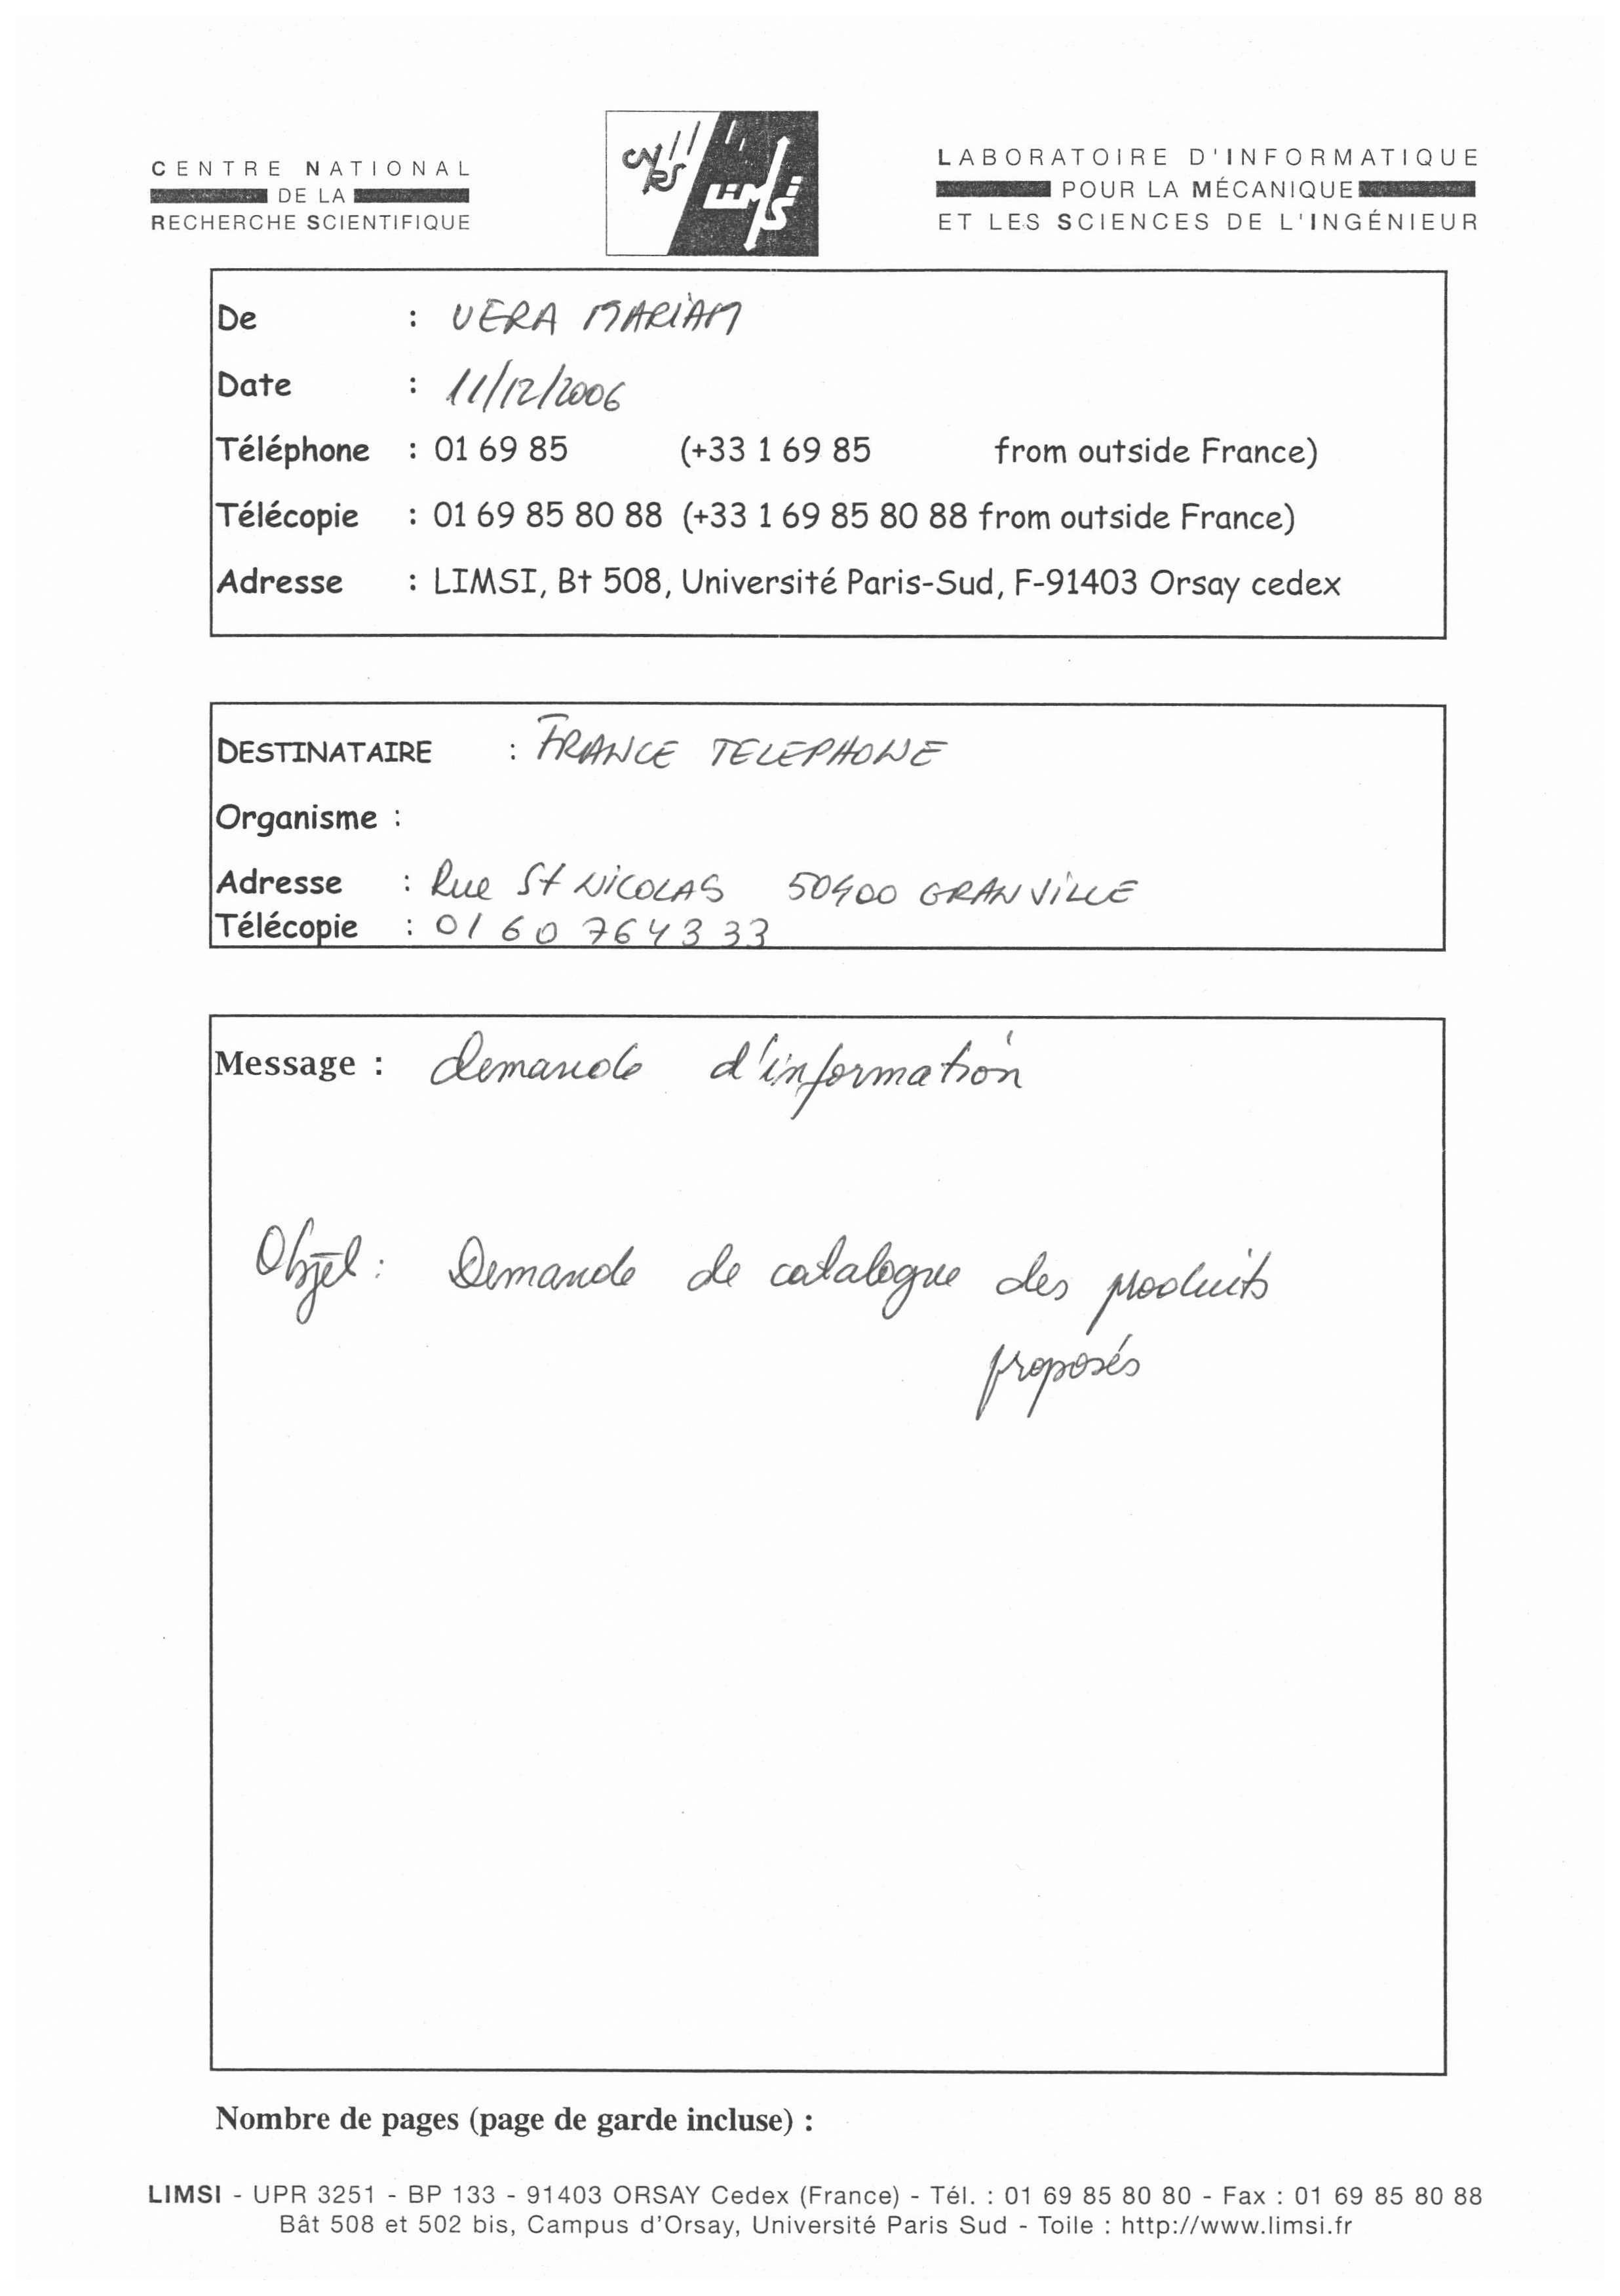 CENTRE NATIONAL
DE LA
RECHERCHE SCIENTIFIQUE
CNRS
LIMSI
LABORATOIRE D'INFORMATIQUE
POUR LA MÉCANIQUE
ET LES SCIENCES DE L'INGÉNIEUR
De : VERA MARIAM
Date : 11/12/2006
Téléphone : 01 69 85 (+33 1 69 85 from outside France)
Télécopie : 01 69 85 80 88 (+33 1 69 85 80 88 from outside France)
Adresse : LIMSI, Bt 508, Université Paris-Sud, F-91403 Orsay cedex
DESTINATAIRE : FRANCE TELEPHONE
Organisme :
Adresse : Rue St NICOLAS 50400 GRANVILLE
Télécopie : 01 60 764333
Message : demande d'information
Objet : Demande de catalogue des produits
proposés
Nombre de pages (page de garde incluse) :
LIMSI - UPR 3251 - BP 133 - 91403 ORSAY Cedex (France) - Tél. : 01 69 85 80 80 - Fax : 01 69 85 80 88
Bât 508 et 502 bis, Campus d'Orsay, Université Paris Sud - Toile : http://www.limsi.fr